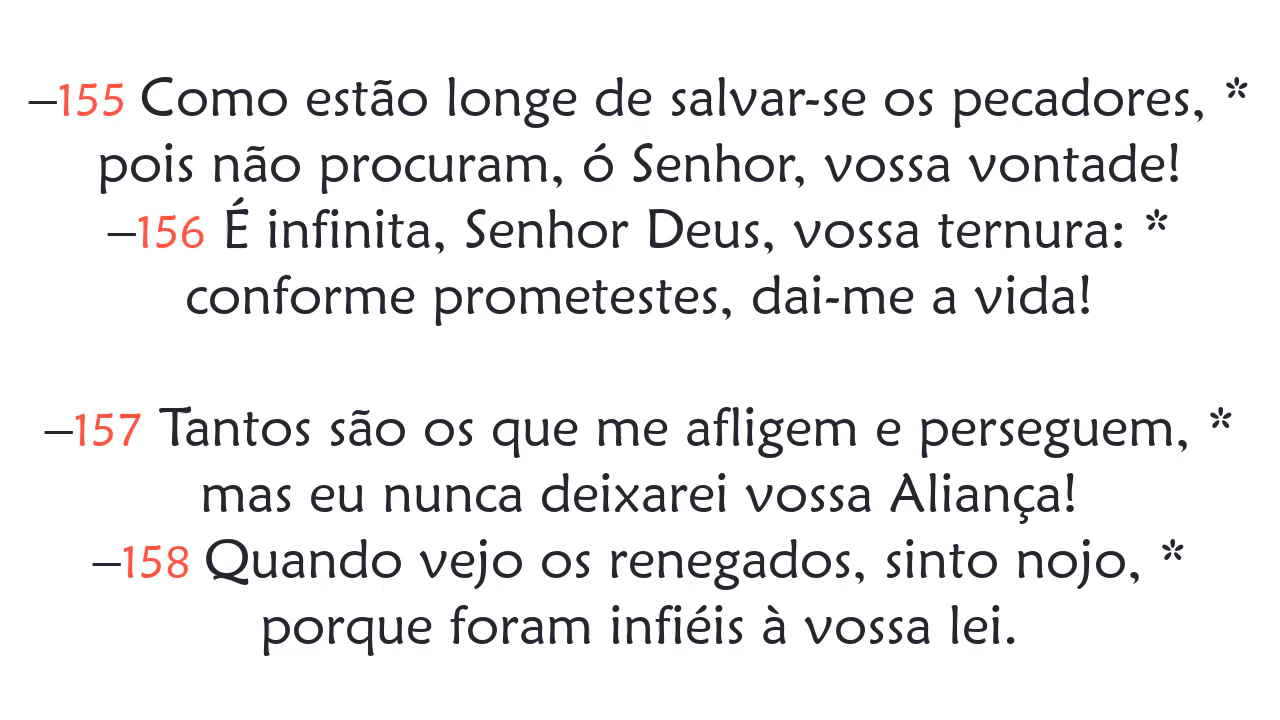 –155 Como estão longe de salvar-se os pecadores, *
pois não procuram, ó Senhor, vossa vontade!
–156 É infinita, Senhor Deus, vossa ternura: *
conforme prometestes, dai-me a vida!
–157 Tantos são os que me afligem e perseguem, *
mas eu nunca deixarei vossa Aliança!
–158 Quando vejo os renegados, sinto nojo, *
porque foram infiéis à vossa lei.